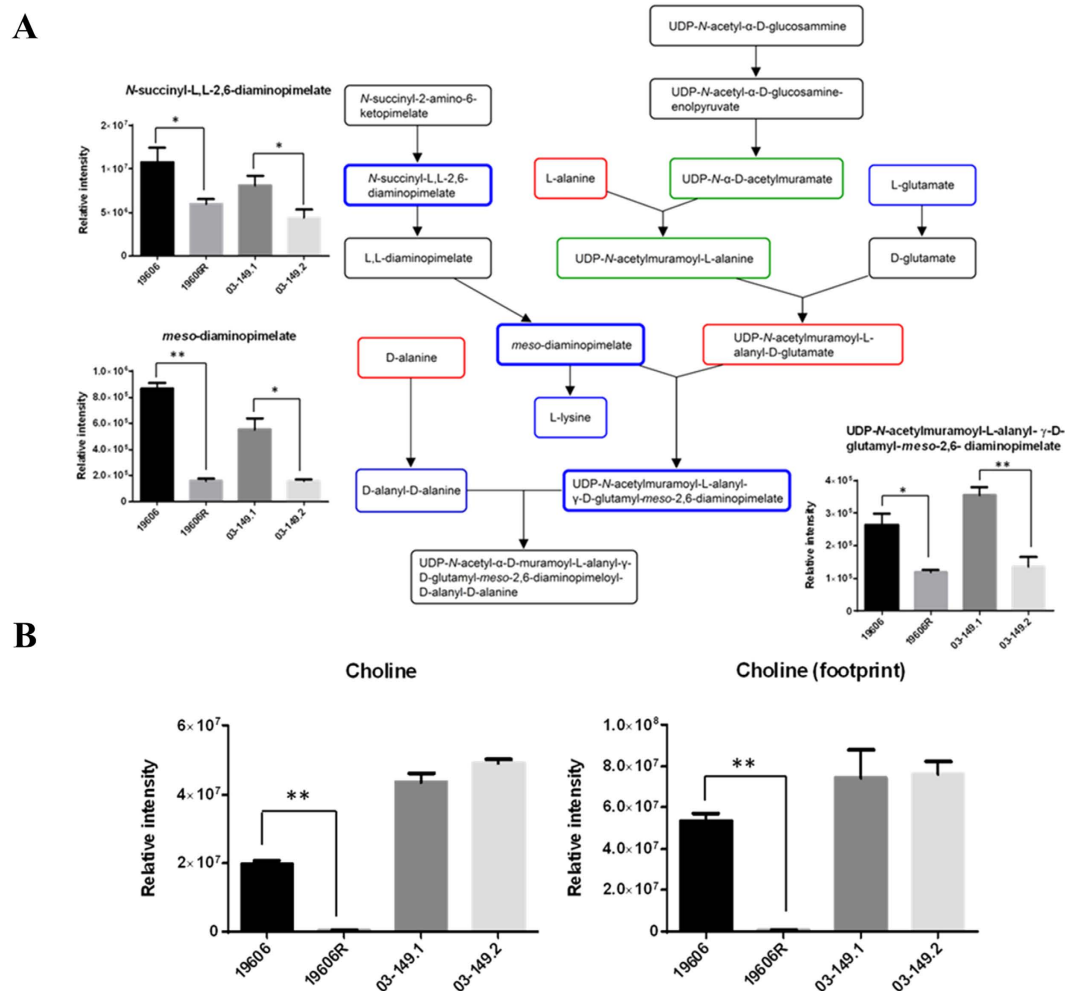 A
UDP-N-acetyl-α-D-glucosammine
UDP-N-acetyl-α-D-glucosamine-
enolpyruvate
N-succinyl-L,L-2,6-diaminopimelate
2×10⁷
1×10⁷
5×10⁶
0
Relative intensity
*
*
19606
19606R
03-149.1
03-149.2
N-succinyl-2-amino-6-
ketopimelate
N-succinyl-L,L-2,6-
diaminopimelate
L-alanine
UDP-N-α-D-acetylmuramate
L-glutamate
L,L-diaminopimelate
UDP-N-acetylmuramoyl-L-alanine
D-glutamate
meso-diaminopimelate
1.0×10⁶
8.0×10⁵
6.0×10⁵
4.0×10⁵
2.0×10⁵
0
Relative intensity
**
*
19606
19606R
03-149.1
03-149.2
D-alanine
meso-diaminopimelate
UDP-N-acetylmuramoyl-L-
alanyl-D-glutamate
L-lysine
D-alanyl-D-alanine
UDP-N-acetylmuramoyl-L-alanyl-
γ-D-glutamyl-meso-2,6-diaminopimelate
UDP-N-acetyl-α-D-muramoyl-L-alanyl-γ-
D-glutamyl-meso-2,6-diaminopimeloyl-
D-alanyl-D-alanine
UDP-N-acetylmuramoyl-L-alanyl- γ-D-
glutamyl-meso-2,6- diaminopimelate
4×10⁵
3×10⁵
2×10⁵
1×10⁵
0
Relative intensity
*
**
19606
19606R
03-149.1
03-149.2
B
Choline
6×10⁷
4×10⁷
2×10⁷
0
Relative intensity
**
19606
19606R
03-149.1
03-149.2
Choline (footprint)
1.0×10⁸
8.0×10⁷
6.0×10⁷
4.0×10⁷
2.0×10⁷
0
Relative intensity
**
19606
19606R
03-149.1
03-149.2